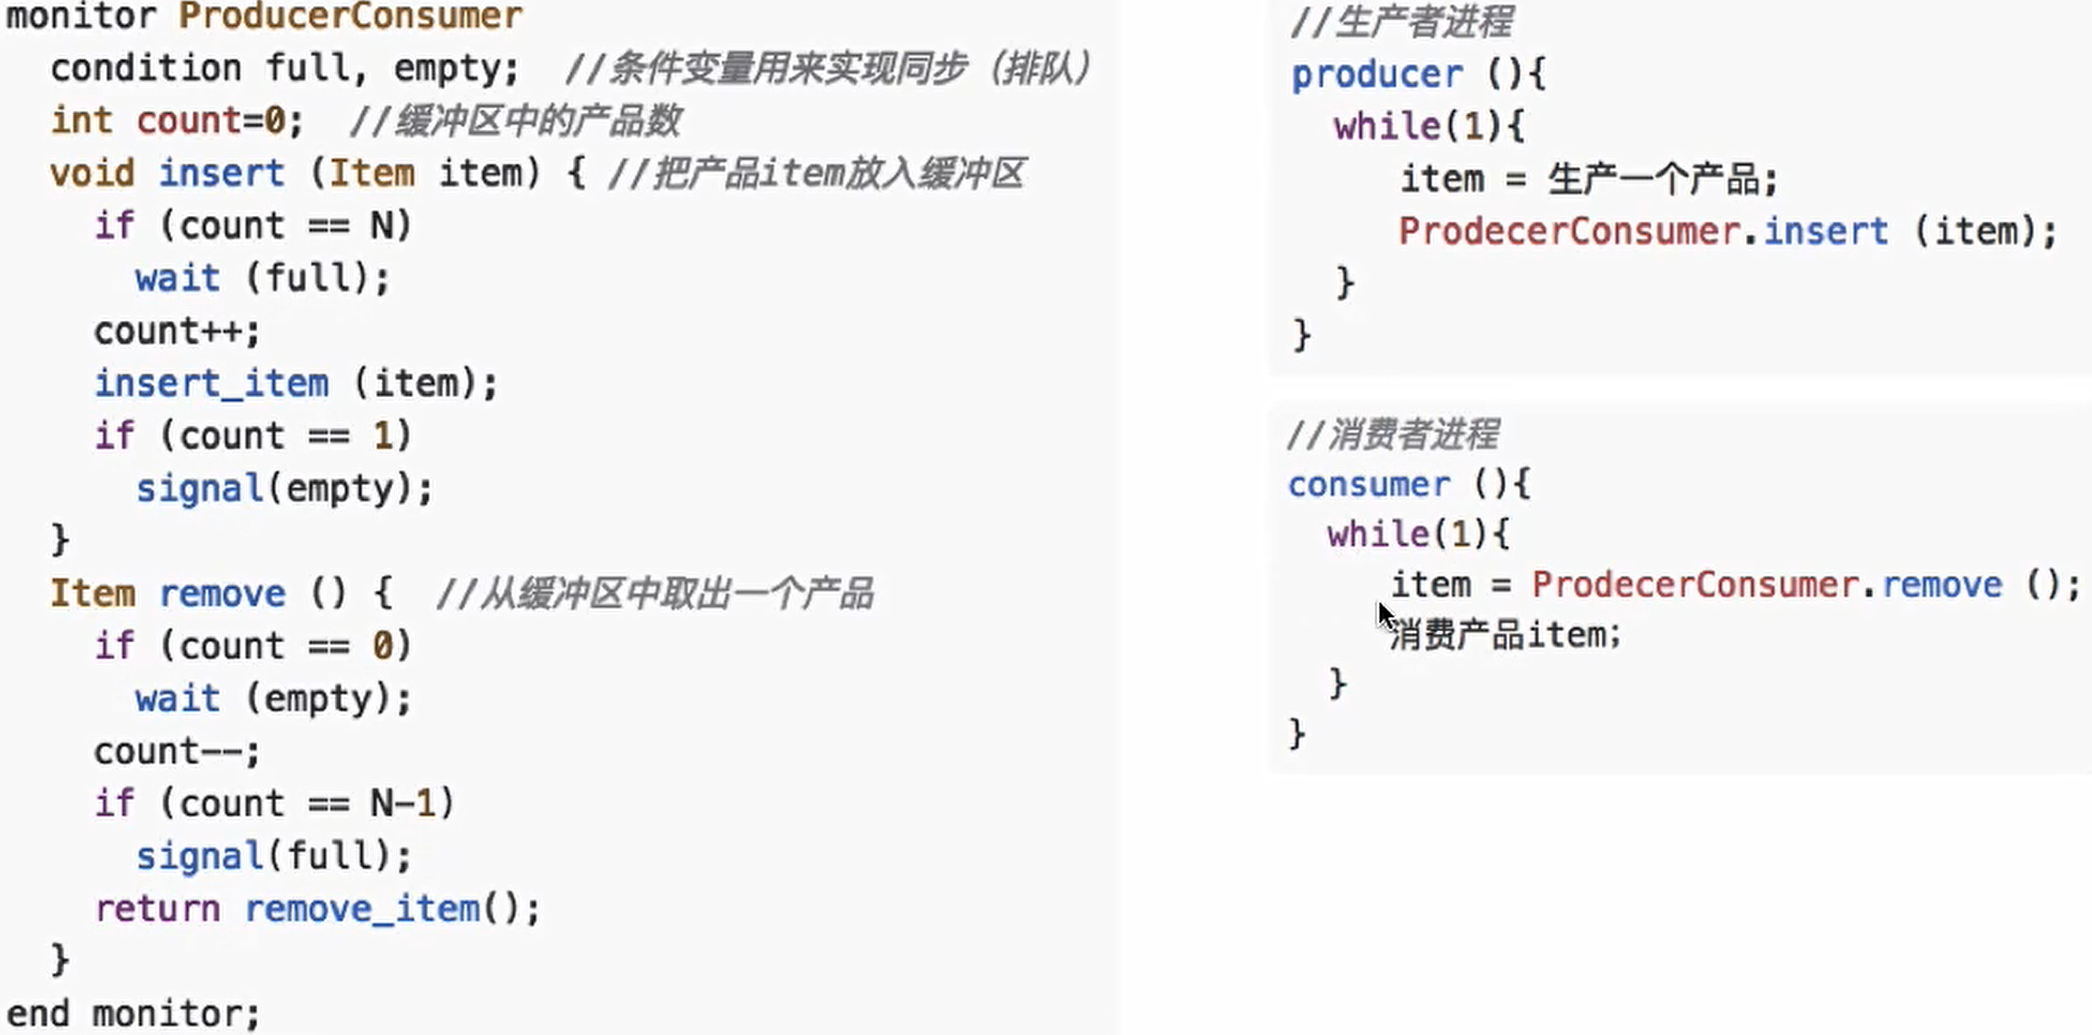 monitor ProducerConsumer
condition full, empty;  //条件变量用来实现同步（排队）
int count=0;  //缓冲区中的产品数
void insert (Item item) { //把产品item放入缓冲区
if (count == N)
wait (full);
count++;
insert_item (item);
if (count == 1)
signal(empty);
}
Item remove () {  //从缓冲区中取出一个产品
if (count == 0)
wait (empty);
count--;
if (count == N-1)
signal(full);
return remove_item();
}
end monitor;
//生产者进程
producer (){
while(1){
item = 生产一个产品;
ProdecerConsumer.insert (item);
}
}
//消费者进程
consumer (){
while(1){
item = ProdecerConsumer.remove ();
消费产品item;
}
}